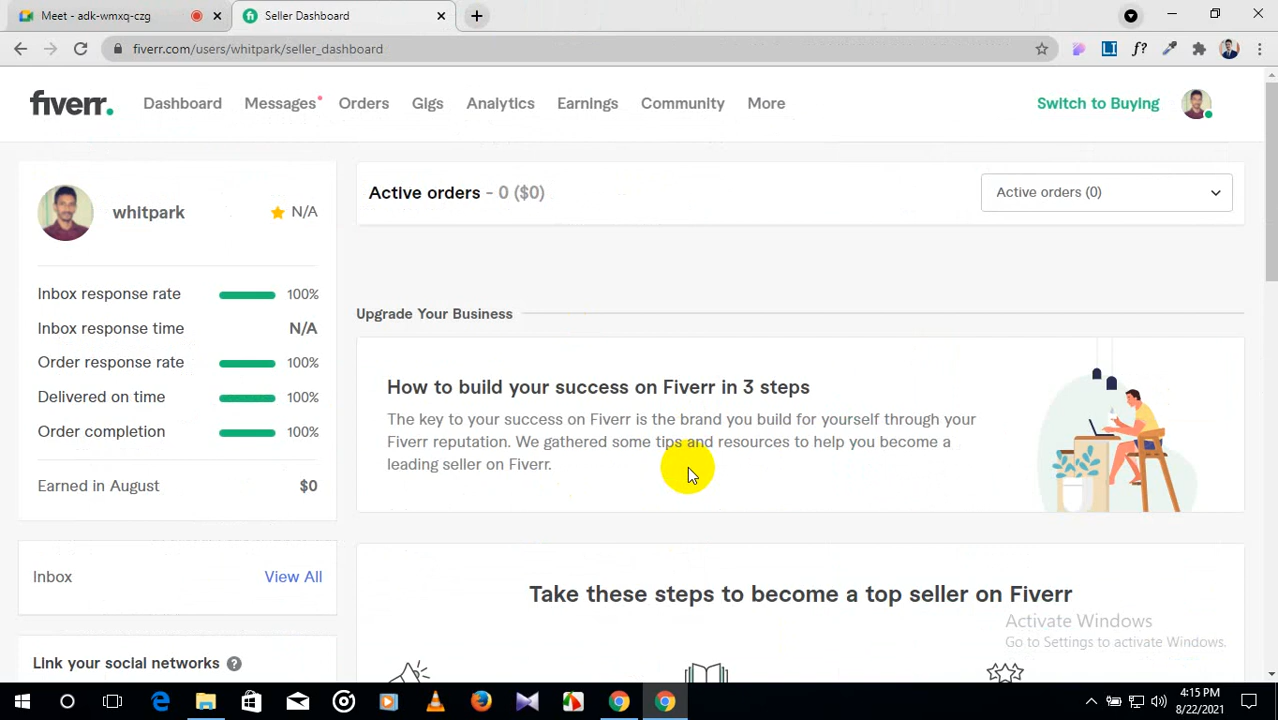 Meet - adk-wmxq-czg
Seller Dashboard
fiverr.com/users/whitpark/seller_dashboard
fiverr.
Dashboard
Messages
Orders
Gigs
Analytics
Earnings
Community
More
Switch to Buying
whitpark
N/A
Inbox response rate 100%
Inbox response time N/A
Order response rate 100%
Delivered on time 100%
Order completion 100%
Earned in August $0
Inbox View All
Link your social networks ?
Active orders - 0 ($0)
Active orders (0)
Upgrade Your Business
How to build your success on Fiverr in 3 steps
The key to your success on Fiverr is the brand you build for yourself through your
Fiverr reputation. We gathered some tips and resources to help you become a
leading seller on Fiverr.
Take these steps to become a top seller on Fiverr
Activate Windows
Go to Settings to activate Windows.
4:15 PM
8/22/2021